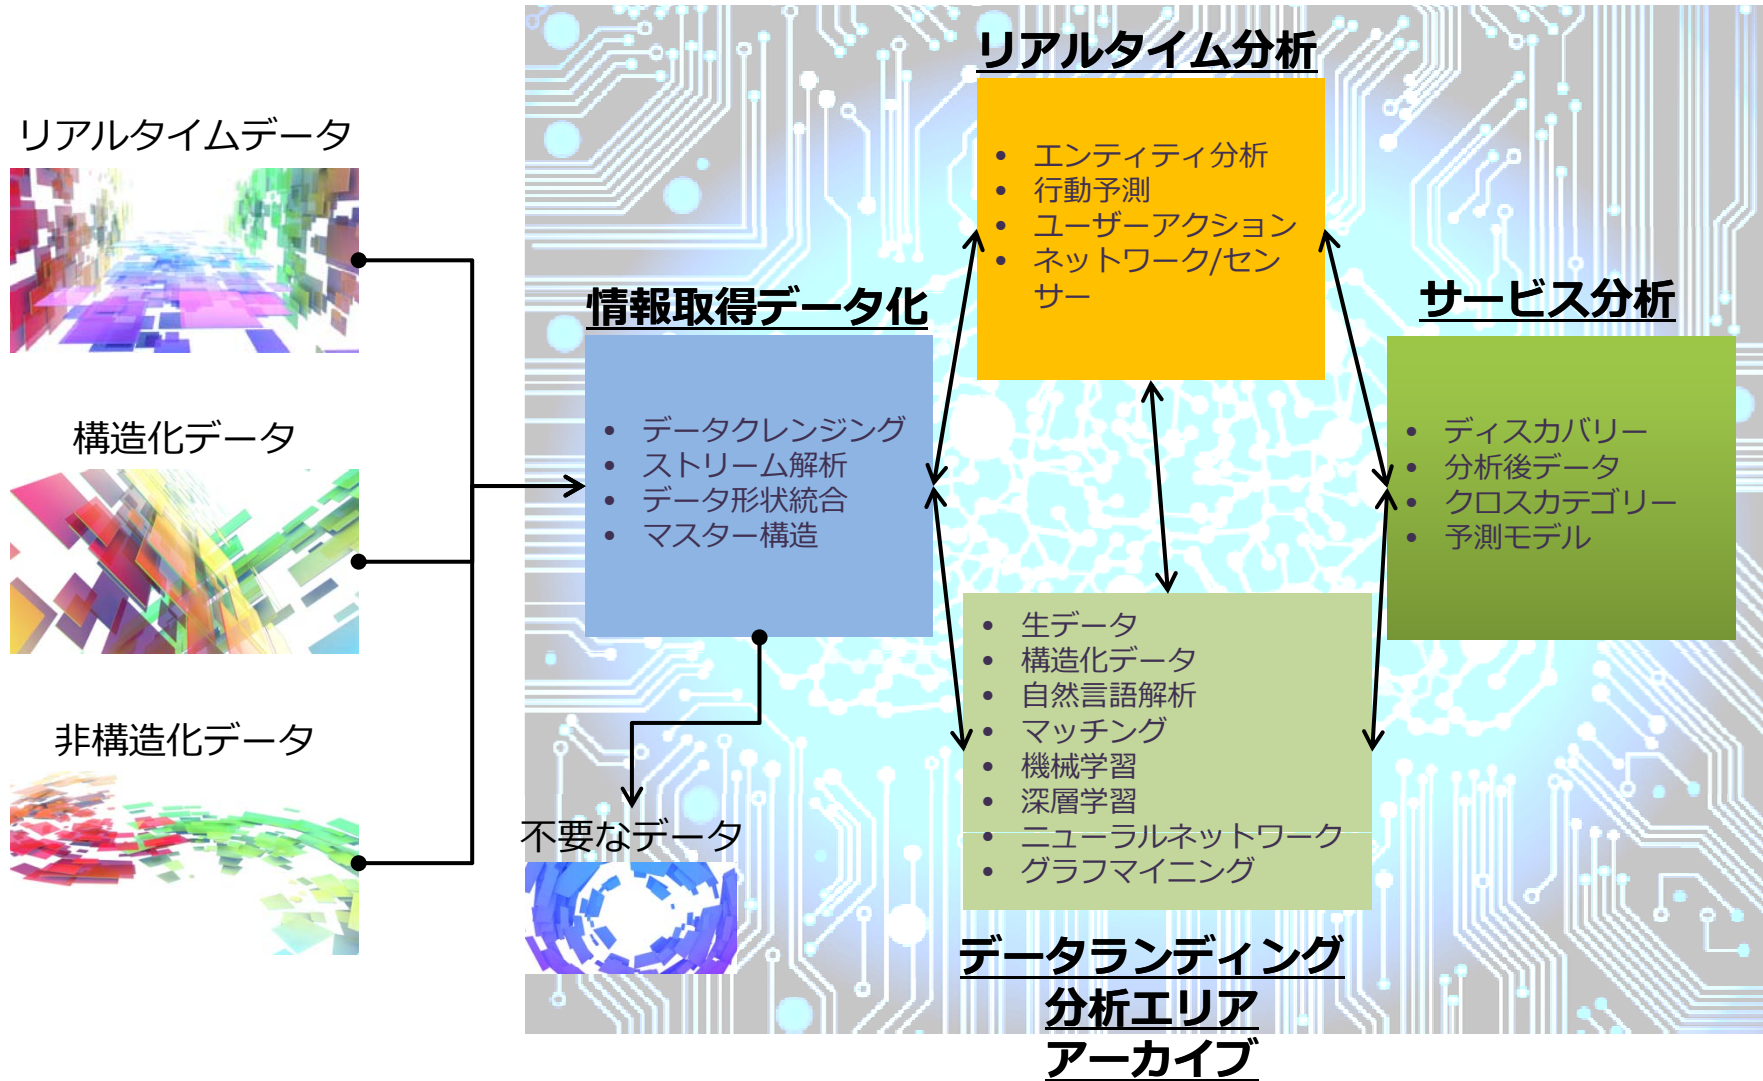 リアルタイムデータ
構造化データ
非構造化データ
情報取得データ化
• データクレンジング
• ストリーム解析
• データ形状統合
• マスター構造
不要なデータ
リアルタイム分析
• エンティティ分析
• 行動予測
• ユーザーアクション
• ネットワーク/セン
サー
• 生データ
• 構造化データ
• 自然言語解析
• マッチング
• 機械学習
• 深層学習
• ニューラルネットワーク
• グラフマイニング
データランディング
分析エリア
アーカイブ
サービス分析
• ディスカバリー
• 分析後データ
• クロスカテゴリー
• 予測モデル